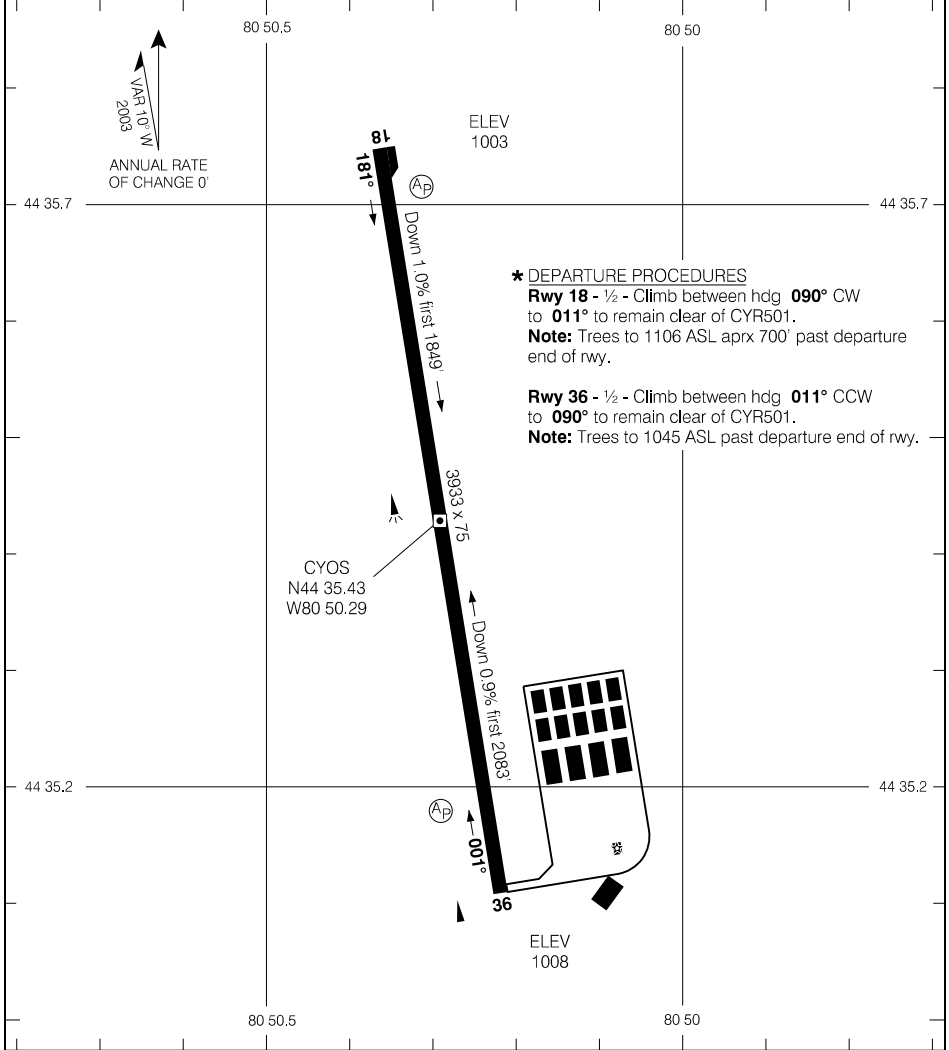 80 50.5
80 50
VAR 10° W
2003
ANNUAL RATE
OF CHANGE 0'
ELEV
1003
18
181°
AP
44 35.7
44 35.7
Down 1.0% first 1849'
* DEPARTURE PROCEDURES
Rwy 18 - ½ - Climb between hdg 090° CW
to 011° to remain clear of CYR501.
Note: Trees to 1106 ASL aprx 700' past departure
end of rwy.
Rwy 36 - ½ - Climb between hdg 011° CCW
to 090° to remain clear of CYR501.
Note: Trees to 1045 ASL past departure end of rwy.
3933 x 75
CYOS
N44 35.43
W80 50.29
Down 0.9% first 2083'
44 35.2
44 35.2
AP
001°
36
ELEV
1008
80 50.5
80 50